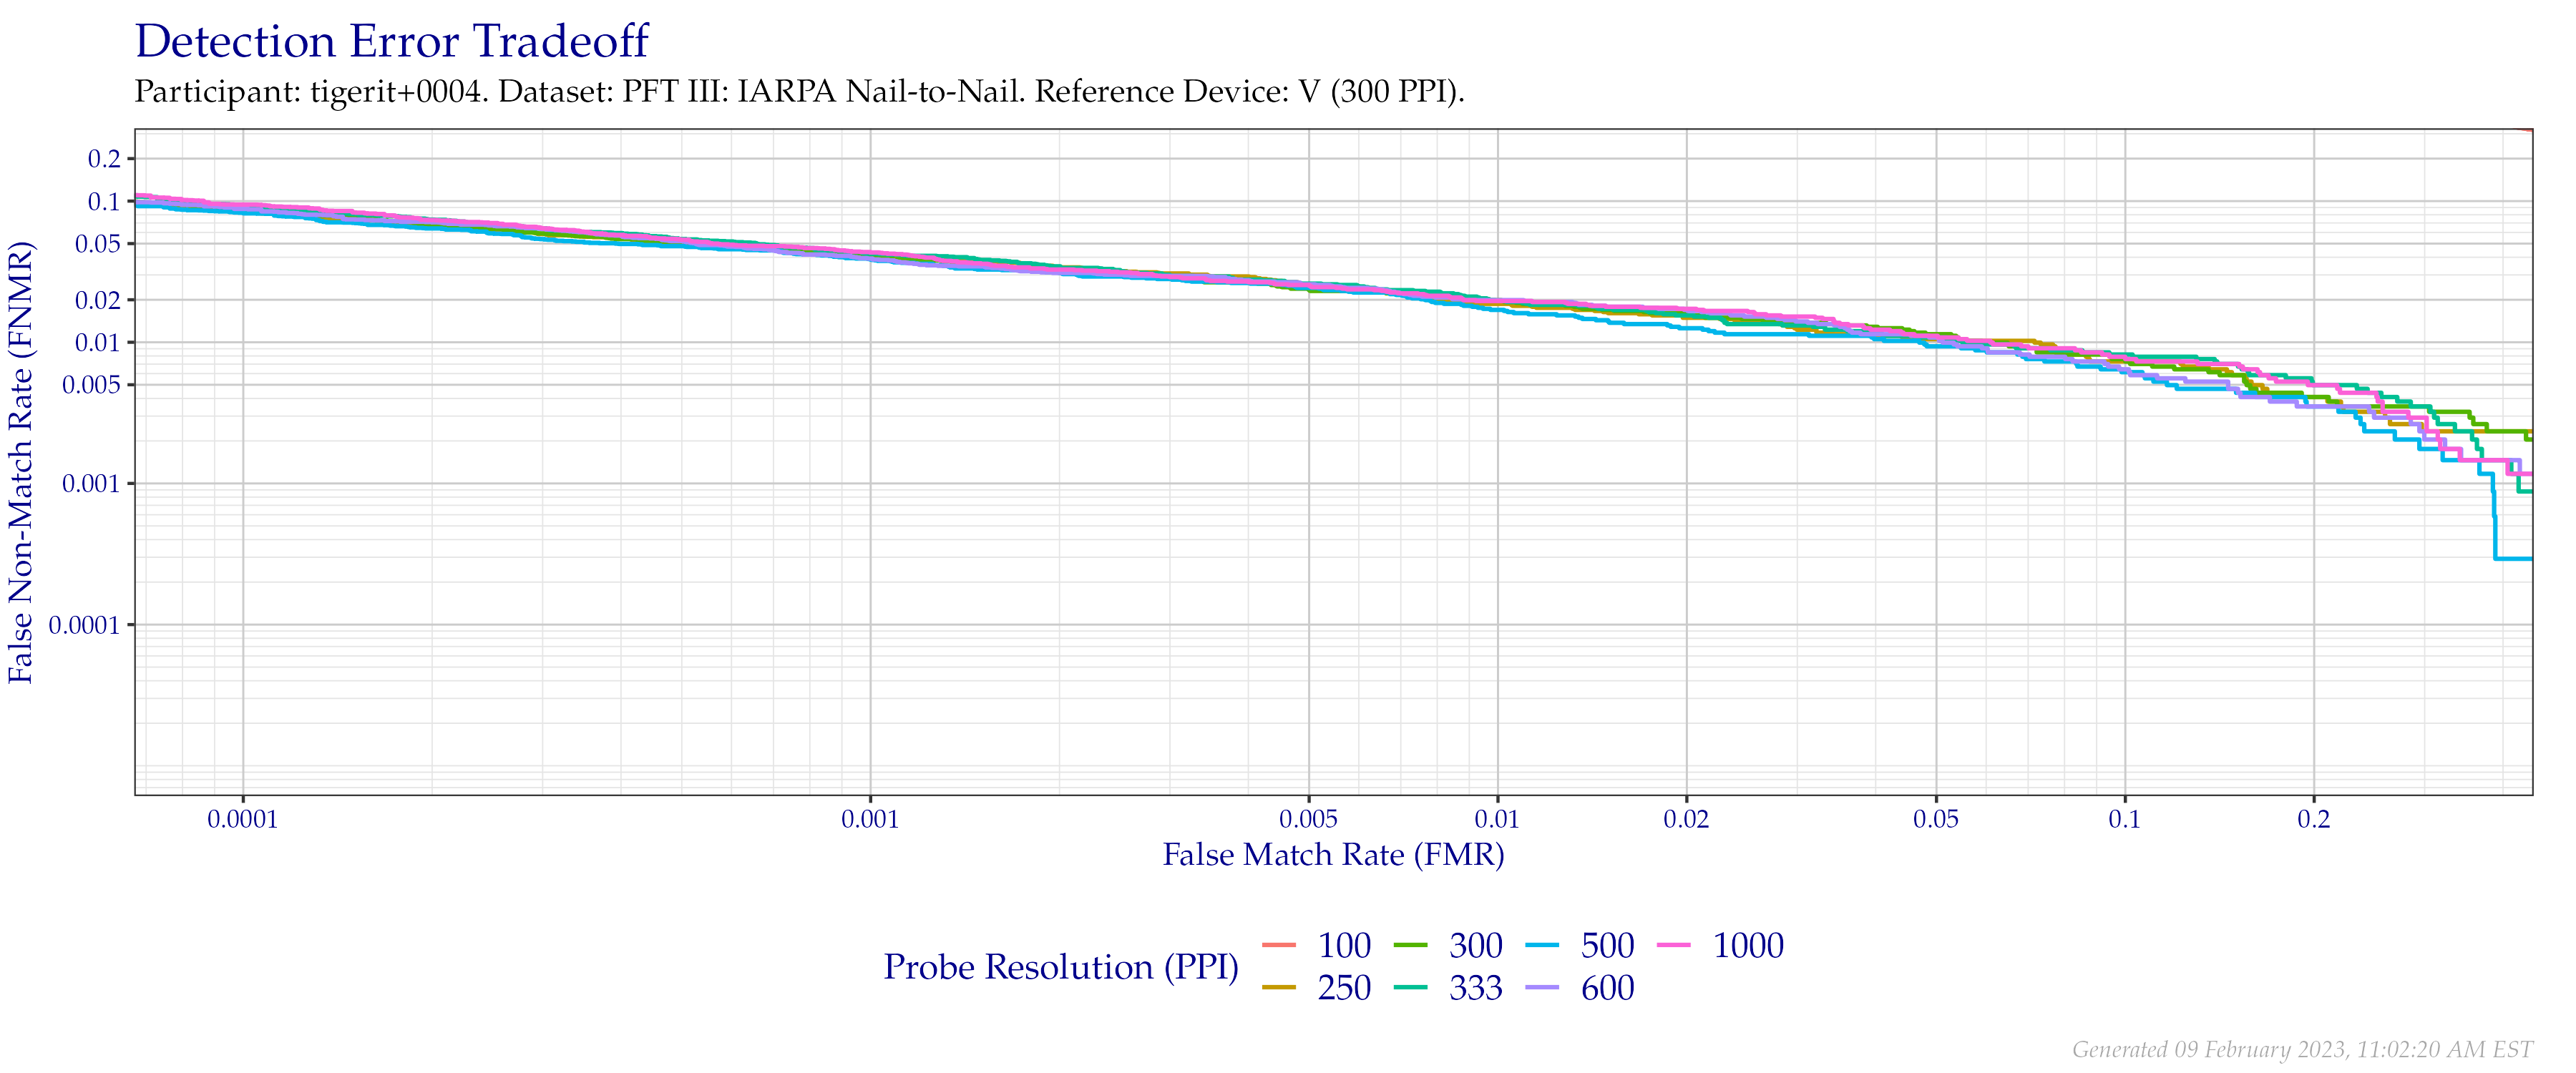 Detection Error Tradeoff
Participant: tigerit+0004. Dataset: PFT III: IARPA Nail-to-Nail. Reference Device: V (300 PPI).
False Non-Match Rate (FNMR)
0.2
0.1
0.05
0.02
0.01
0.005
0.001
0.0001
0.0001 0.001 0.005 0.01 0.02 0.05 0.1 0.2
False Match Rate (FMR)
Probe Resolution (PPI)
100 300 500 1000
250 333 600
Generated 09 February 2023, 11:02:20 AM EST